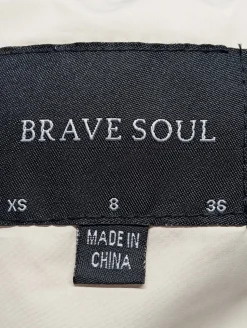 BRAVE SOUL
XS 8 36
MADE IN
CHINA